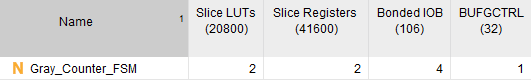 Name 1 Slice LUTs (20800) Slice Registers (41600) Bonded IOB (106) BUFGCTRL (32)
N Gray_Counter_FSM 2 2 4 1